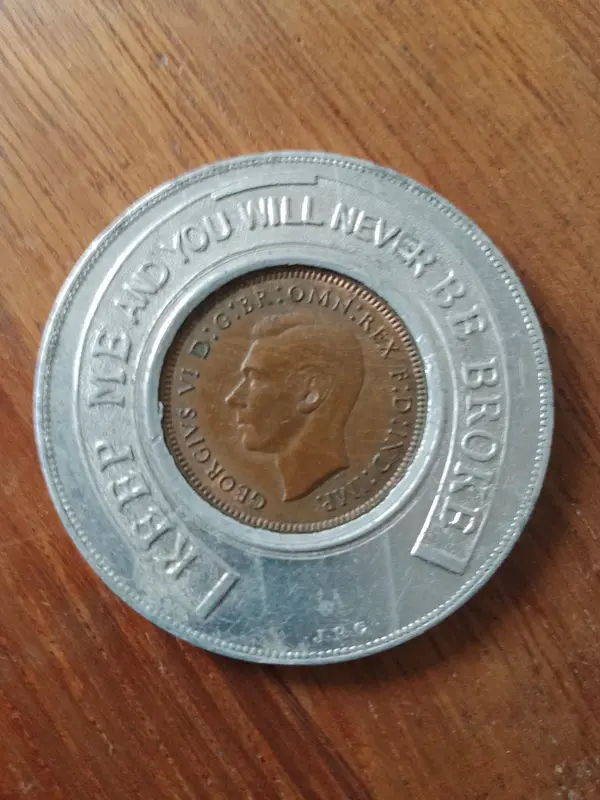 KEEP ME AND YOU WILL NEVER BE BROKE
GEORGIVS VI D:G:BR:OMN:REX F:D:IND:IMP.